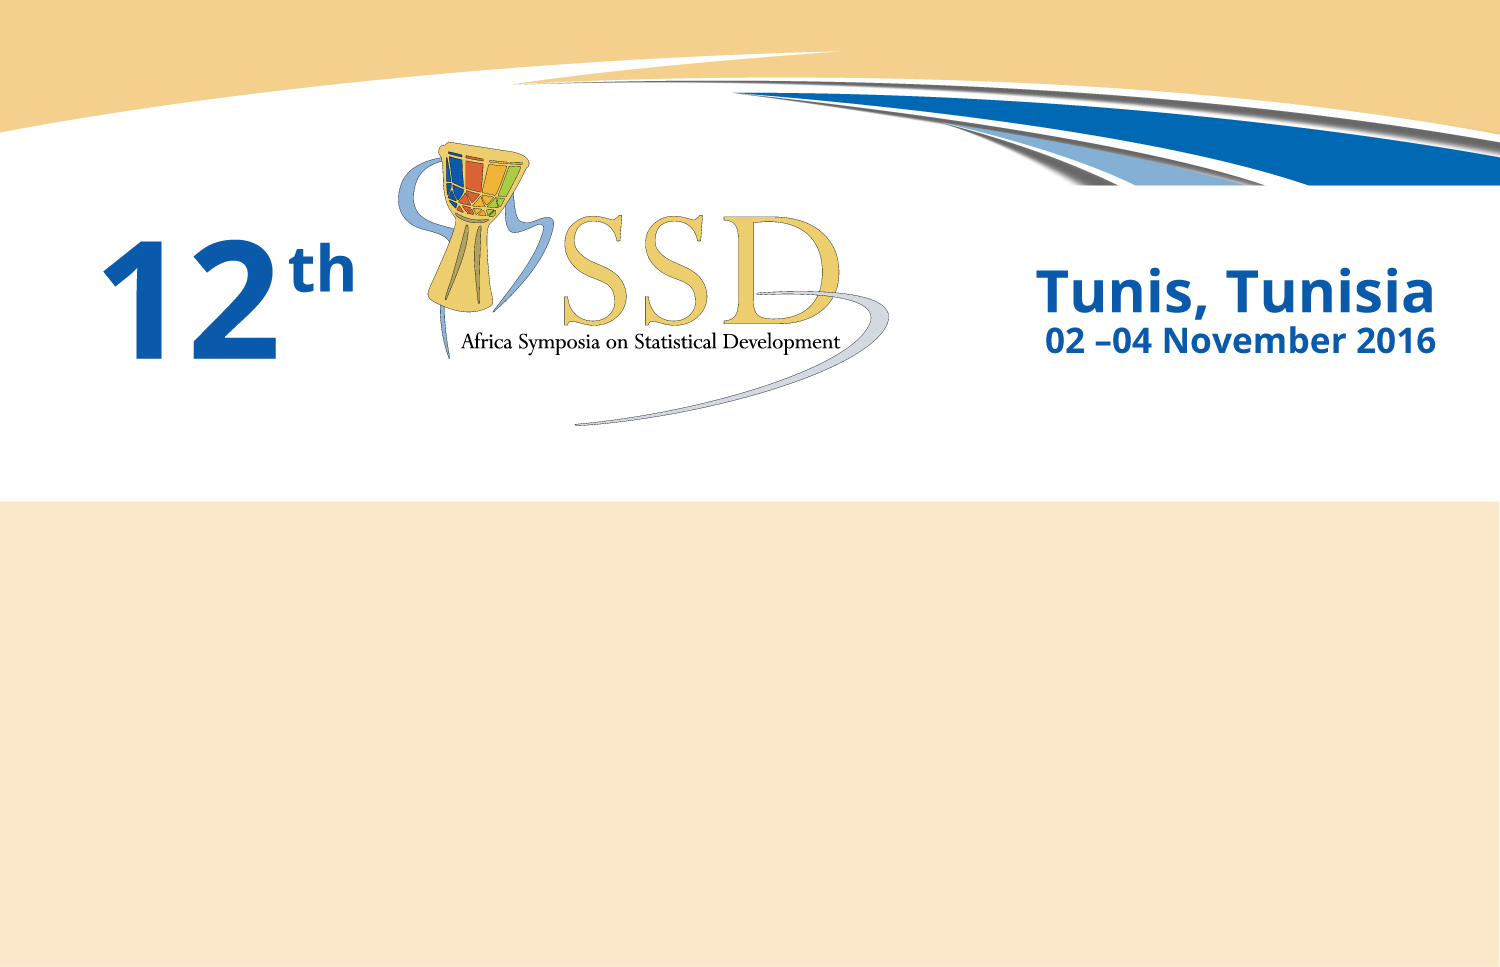 12th
SSD
Africa Symposia on Statistical Development
Tunis, Tunisia
02 –04 November 2016